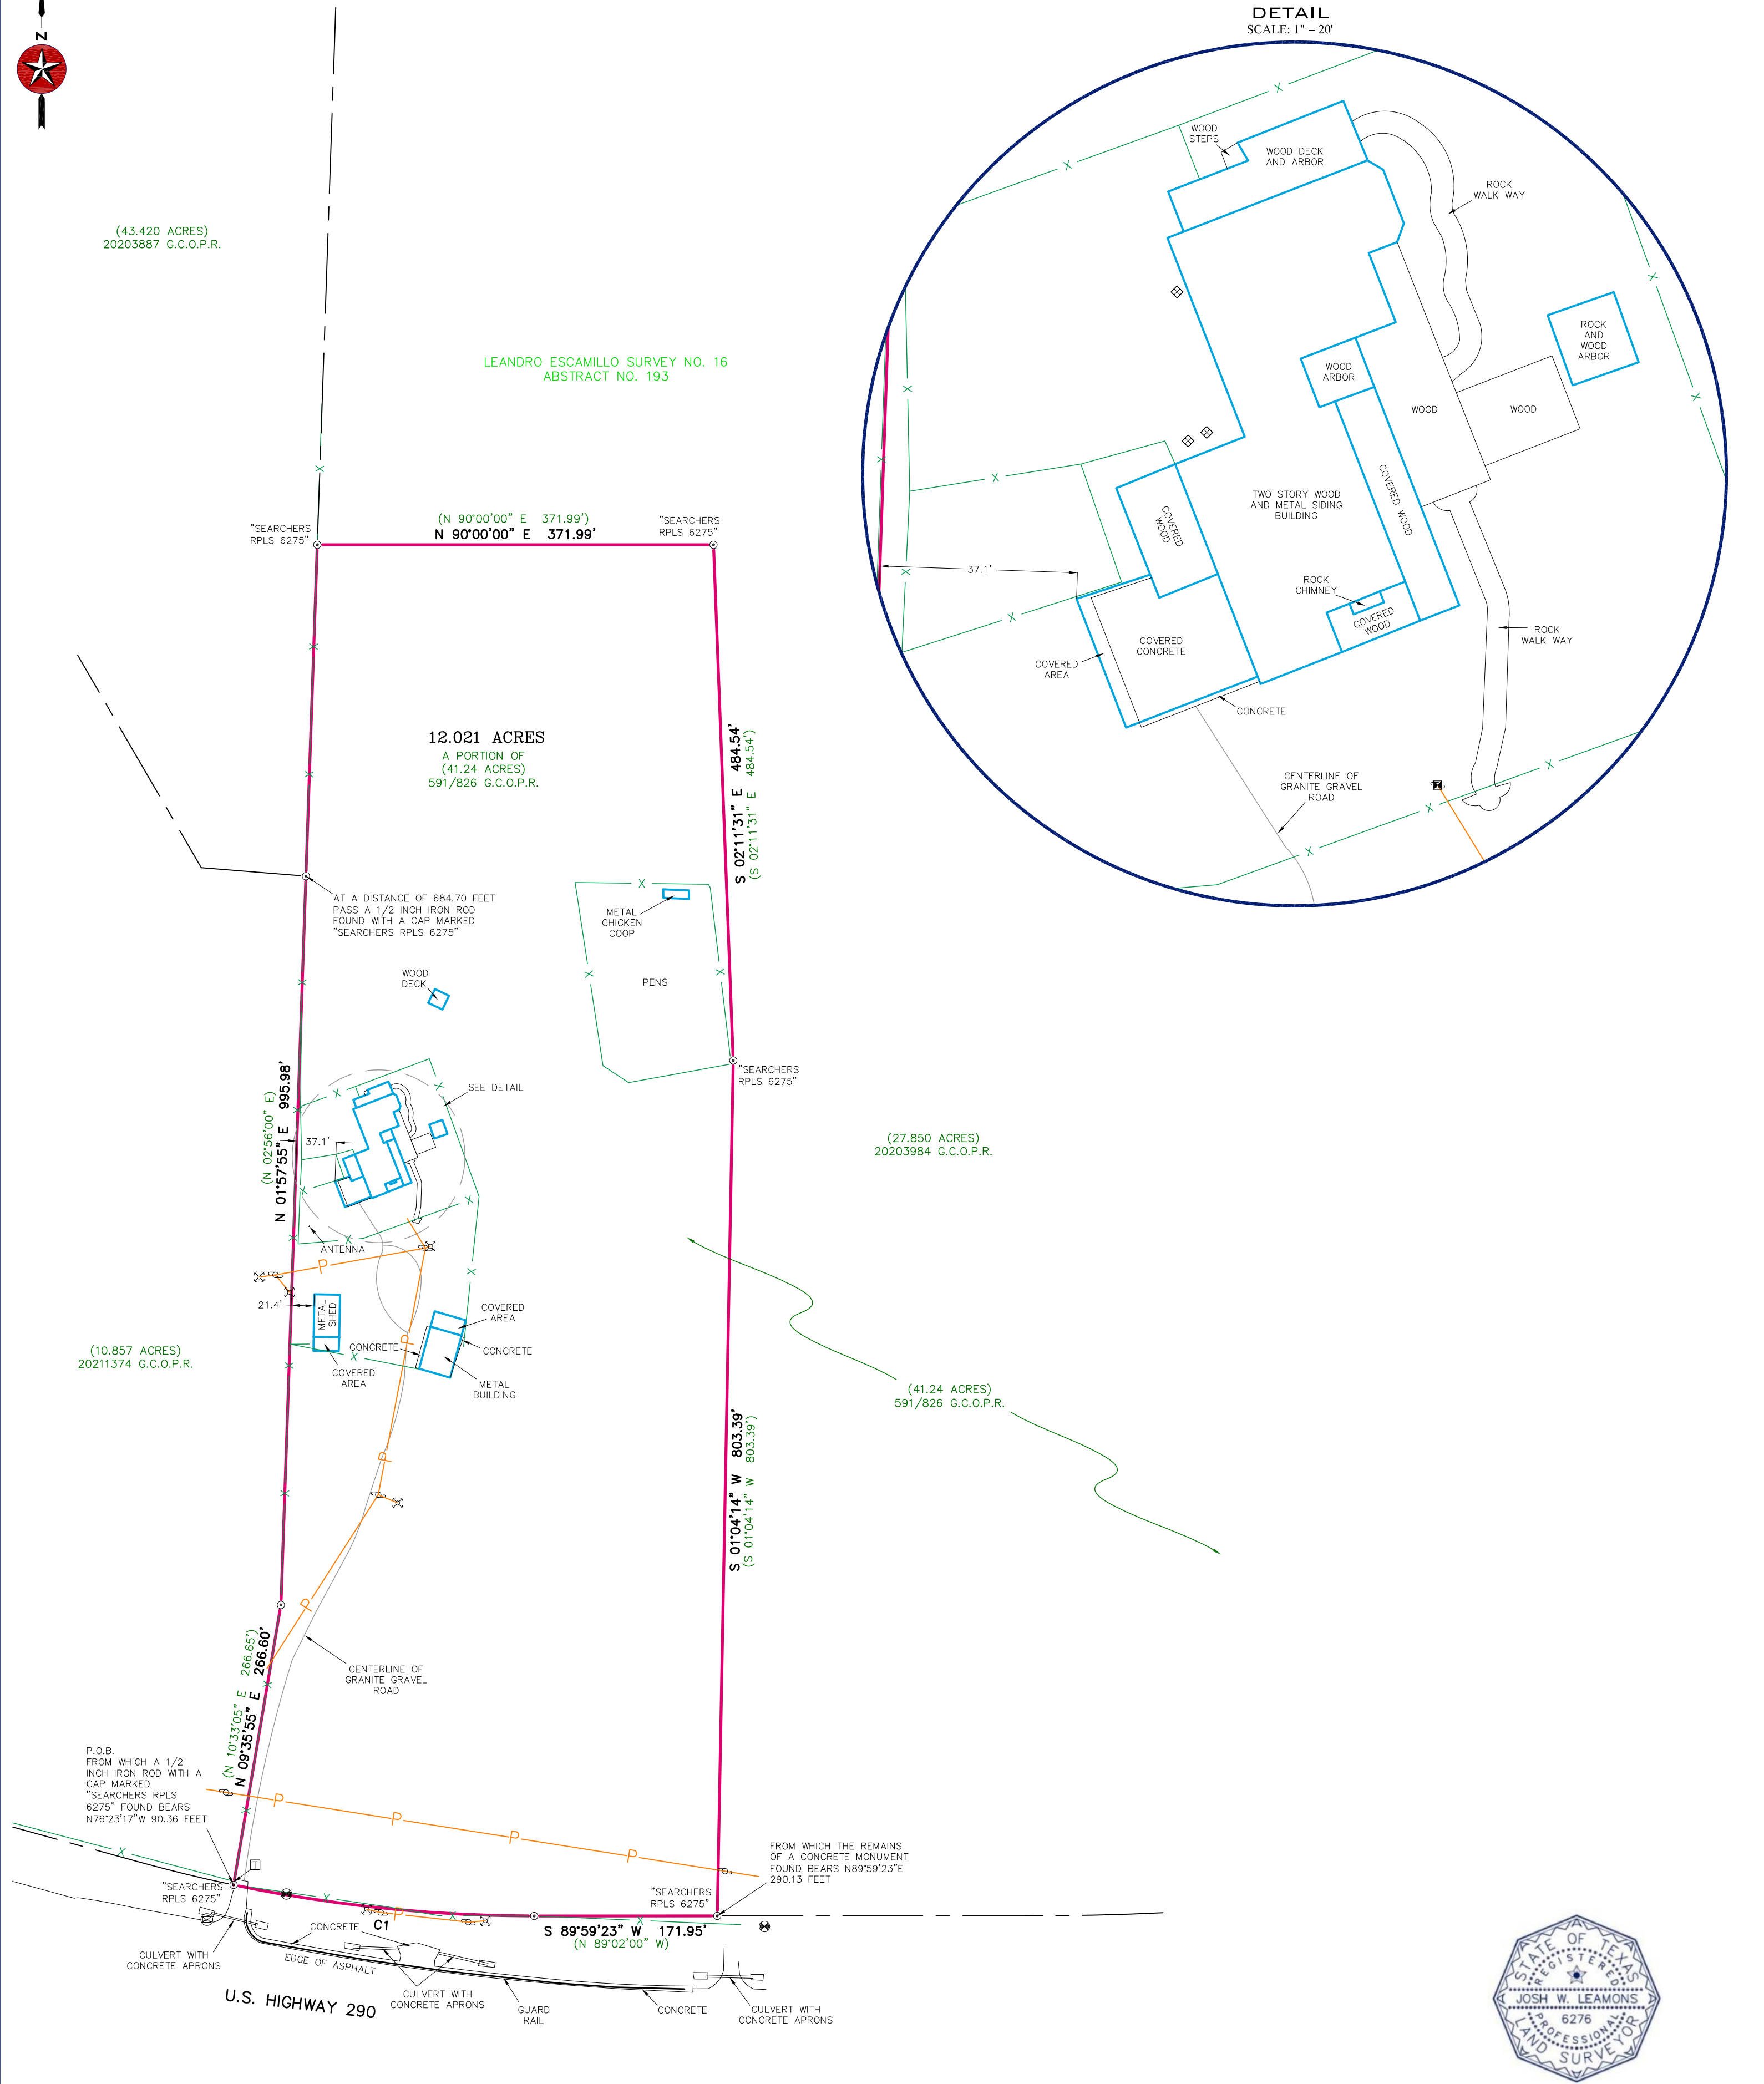 DETAIL
SCALE: 1" = 20'
N
WOOD
STEPS
WOOD DECK
AND ARBOR
ROCK
WALK WAY
ROCK
AND
WOOD
ARBOR
WOOD
ARBOR
WOOD
WOOD
COVERED WOOD
COVERED
WOOD
TWO STORY WOOD
AND METAL SIDING
BUILDING
37.1'
ROCK
CHIMNEY
COVERED
WOOD
COVERED
CONCRETE
COVERED
AREA
ROCK
WALK WAY
CONCRETE
CENTERLINE OF
GRANITE GRAVEL
ROAD
(43.420 ACRES)
20203887 G.C.O.P.R.
LEANDRO ESCAMILLO SURVEY NO. 16
ABSTRACT NO. 193
"SEARCHERS
RPLS 6275"
(N 90°00'00" E 371.99')
N 90°00'00" E 371.99'
"SEARCHERS
RPLS 6275"
12.021 ACRES
A PORTION OF
(41.24 ACRES)
591/826 G.C.O.P.R.
S 02°11'31" E 484.54'
(S 02°11'31" E 484.54')
AT A DISTANCE OF 684.70 FEET
PASS A 1/2 INCH IRON ROD
FOUND WITH A CAP MARKED
"SEARCHERS RPLS 6275"
METAL
CHICKEN
COOP
PENS
WOOD
DECK
"SEARCHERS
RPLS 6275"
SEE DETAIL
(N 02°56'00" E)
N 01°57'55" E 995.98'
37.1'
ANTENNA
(27.850 ACRES)
20203984 G.C.O.P.R.
P
21.4'
METAL
SHED
COVERED
AREA
CONCRETE
P
CONCRETE
COVERED
AREA
METAL
BUILDING
(10.857 ACRES)
20211374 G.C.O.P.R.
(41.24 ACRES)
591/826 G.C.O.P.R.
P
S 01°04'14" W 803.39'
(S 01°04'14" W 803.39')
P
(N 10°33'05" E 266.65')
N 09°35'55" E 266.60'
CENTERLINE OF
GRANITE GRAVEL
ROAD
P.O.B.
FROM WHICH A 1/2
INCH IRON ROD WITH A
CAP MARKED
"SEARCHERS RPLS
6275" FOUND BEARS
N76°23'17"W 90.36 FEET
P
P
P
P
FROM WHICH THE REMAINS
OF A CONCRETE MONUMENT
FOUND BEARS N89°59'23"E
290.13 FEET
T
"SEARCHERS
RPLS 6275"
"SEARCHERS
RPLS 6275"
P
C1
S 89°59'23" W 171.95'
(N 89°02'00" W)
CONCRETE
EDGE OF ASPHALT
CULVERT WITH
CONCRETE APRONS
U.S. HIGHWAY 290
CULVERT WITH
CONCRETE APRONS
GUARD
RAIL
CONCRETE
CULVERT WITH
CONCRETE APRONS
STATE OF TEXAS
REGISTERED
JOSH W. LEAMONS
6276
PROFESSIONAL
LAND SURVEYOR